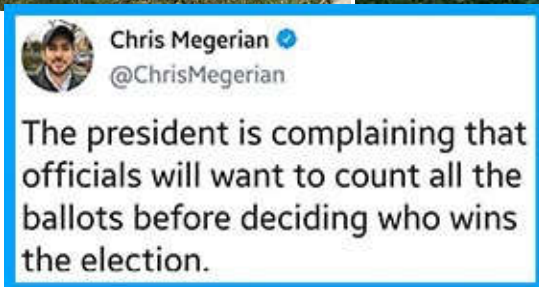 Chris Megerian
@ChrisMegerian
The president is complaining that
officials will want to count all the
ballots before deciding who wins
the election.